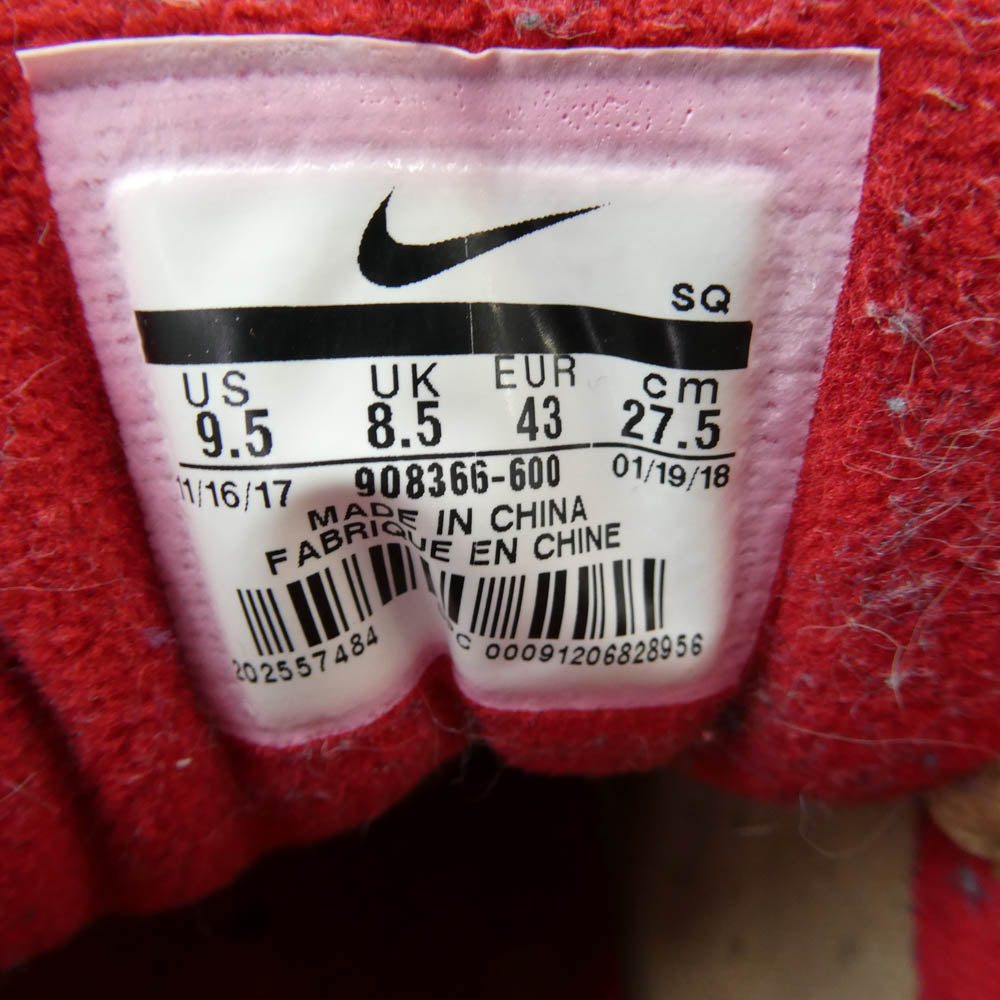 SQ
US UK EUR cm
9.5 8.5 43 27.5
11/16/17 908366-600 01/19/18
MADE IN CHINA
FABRIQUE EN CHINE
202557484 00091206828956